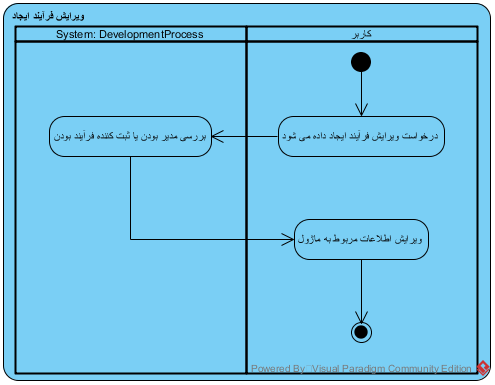 ویرایش فرآیند ایجاد
System: DevelopmentProcess
کاربر
درخواست ویرایش فرآیند ایجاد داده می شود
بررسی مدیر بودن یا ثبت کننده فرآیند بودن
ویرایش اطلاعات مربوط به ماژول
Powered By Visual Paradigm Community Edition